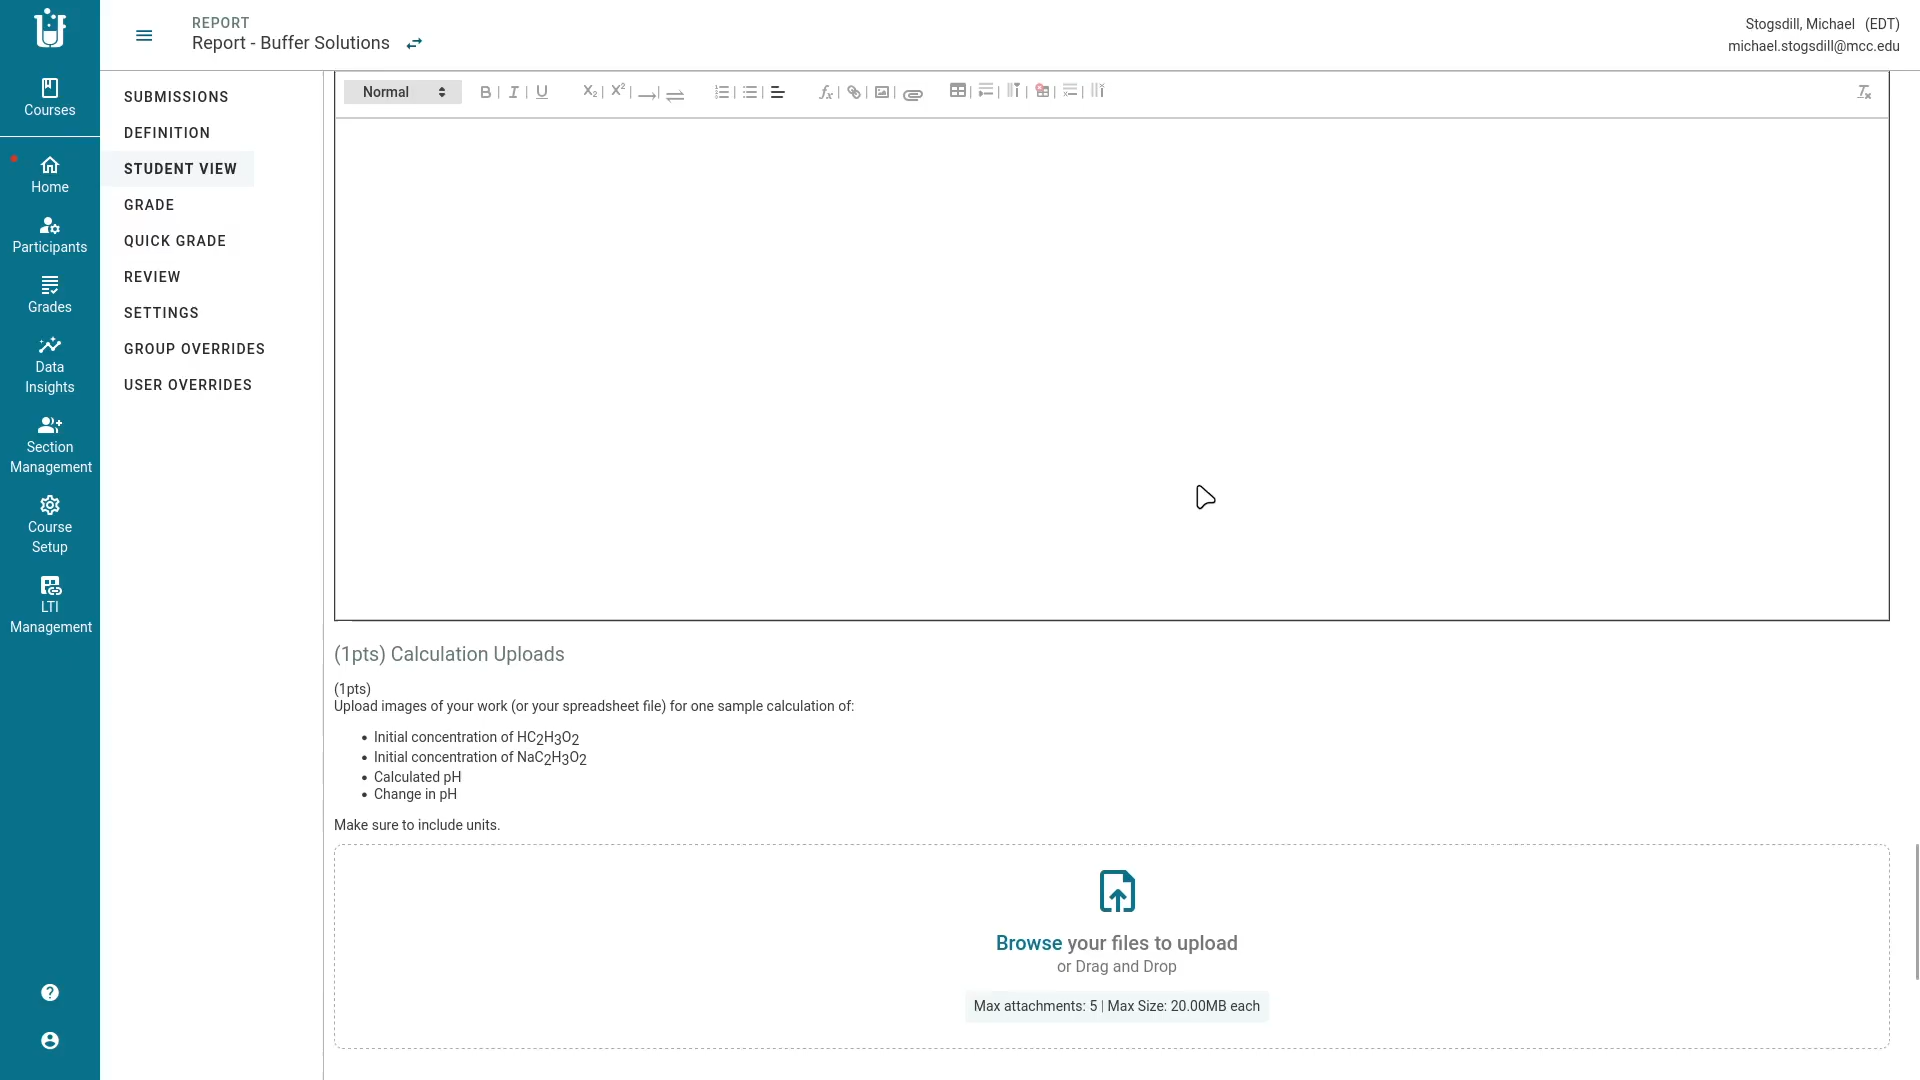 REPORT
Report - Buffer Solutions
Stogsdill, Michael (EDT)
michael.stogsdill@mcc.edu
Courses
Home
Participants
Grades
Data
Insights
Section
Management
Course
Setup
LTI
Management
SUBMISSIONS
DEFINITION
STUDENT VIEW
GRADE
QUICK GRADE
REVIEW
SETTINGS
GROUP OVERRIDES
USER OVERRIDES
Normal
(1pts) Calculation Uploads
(1pts)
Upload images of your work (or your spreadsheet file) for one sample calculation of:
• Initial concentration of HC2H3O2
• Initial concentration of NaC2H3O2
• Calculated pH
• Change in pH
Make sure to include units.
Browse your files to upload
or Drag and Drop
Max attachments: 5 | Max Size: 20.00MB each